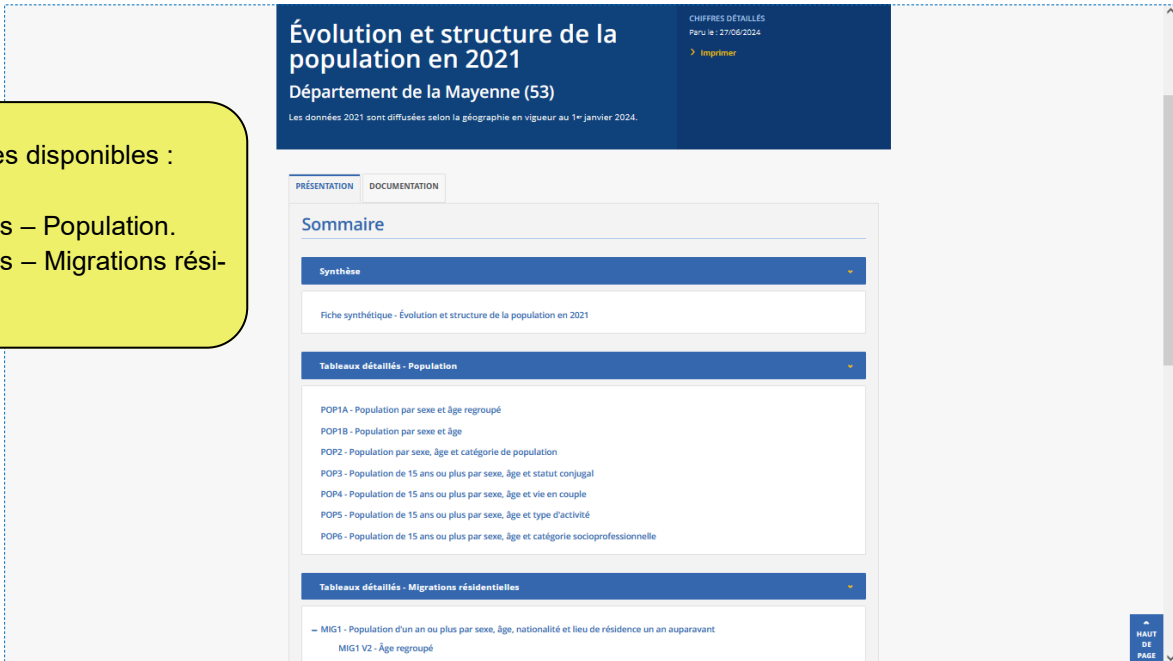 Évolution et structure de la
population en 2021
Département de la Mayenne (53)
Les données 2021 sont diffusées selon la géographie en vigueur au 1er janvier 2024.
CHIFFRES DÉTAILLÉS
Paru le : 27/06/2024
Imprimer
es disponibles :
s – Population.
s – Migrations rési-
PRÉSENTATION
DOCUMENTATION
Sommaire
Synthèse
Fiche synthétique - Évolution et structure de la population en 2021
Tableaux détaillés - Population
POP1A - Population par sexe et âge regroupé
POP1B - Population par sexe et âge
POP2 - Population par sexe, âge et catégorie de population
POP3 - Population de 15 ans ou plus par sexe, âge et statut conjugal
POP4 - Population de 15 ans ou plus par sexe, âge et vie en couple
POP5 - Population de 15 ans ou plus par sexe, âge et type d'activité
POP6 - Population de 15 ans ou plus par sexe, âge et catégorie socioprofessionnelle
Tableaux détaillés - Migrations résidentielles
– MIG1 - Population d'un an ou plus par sexe, âge, nationalité et lieu de résidence un an auparavant
MIG1 V2 - Âge regroupé
HAUT
DE
PAGE